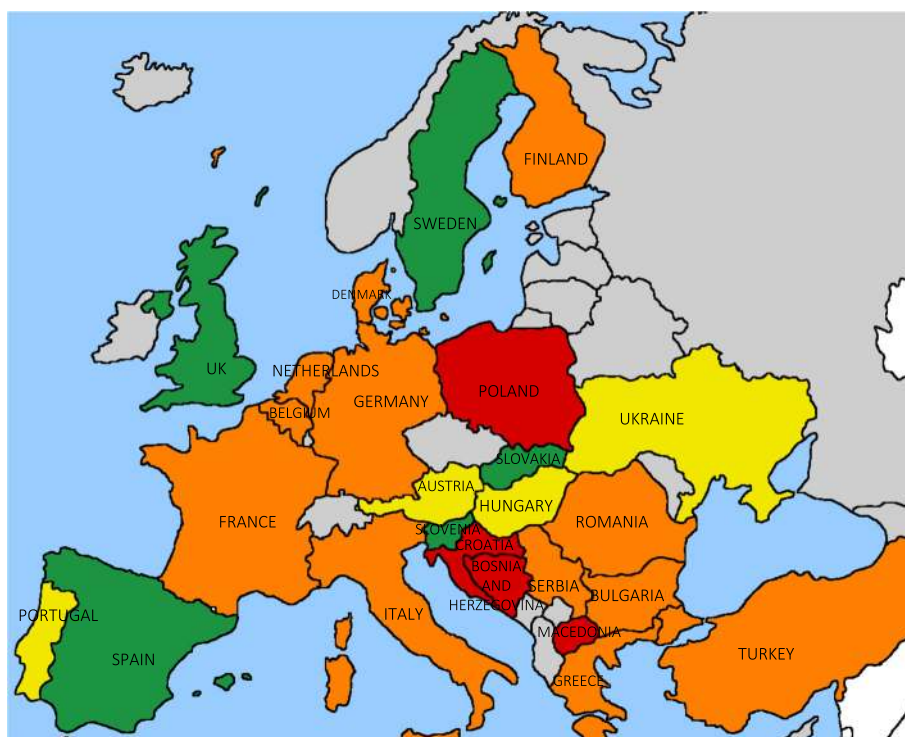 FINLAND
SWEDEN
DENMARK
UK
NETHERLANDS
POLAND
GERMANY
BELGIUM
UKRAINE
SLOVAKIA
AUSTRIA
HUNGARY
FRANCE
ROMANIA
SLOVENIA
CROATIA
BOSNIA
AND
HERZEGOVINA
SERBIA
BULGARIA
PORTUGAL
ITALY
MACEDONIA
SPAIN
TURKEY
GREECE